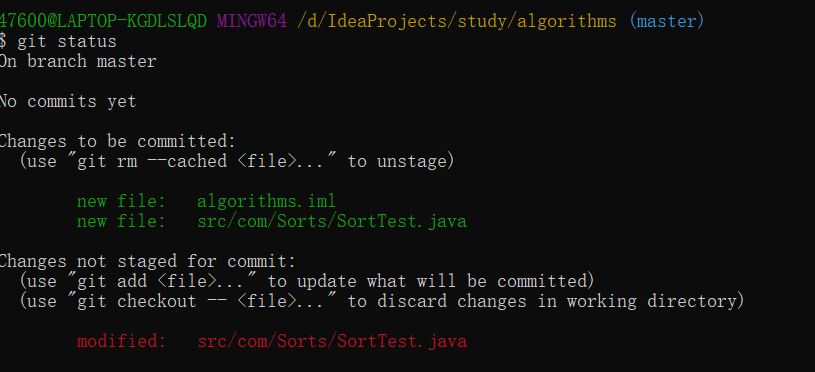 47600@LAPTOP-KGDLSLQD MINGW64 /d/IdeaProjects/study/algorithms (master)
$ git status
On branch master
No commits yet
Changes to be committed:
(use "git rm --cached <file>..." to unstage)
new file: algorithms.iml
new file: src/com/Sorts/SortTest.java
Changes not staged for commit:
(use "git add <file>..." to update what will be committed)
(use "git checkout -- <file>..." to discard changes in working directory)
modified: src/com/Sorts/SortTest.java